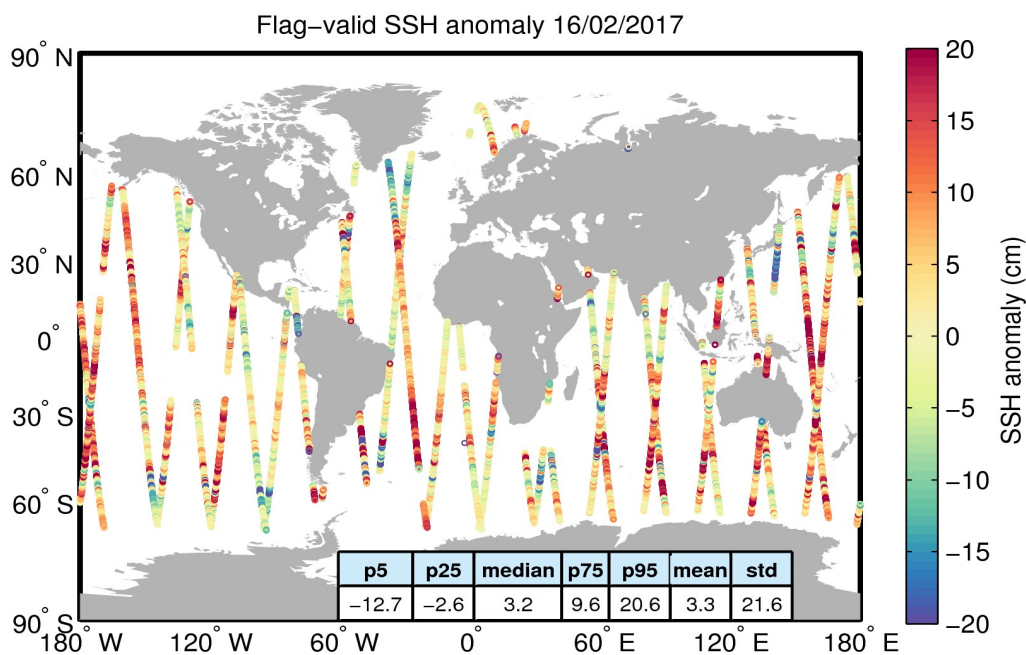 Flag−valid SSH anomaly 16/02/2017
90° N
60° N
30° N
0°
30° S
60° S
90° S
180° W
120° W
60° W
0°
60° E
120° E
180° E
p5 p25 median p75 p95 mean std
−12.7 −2.6 3.2 9.6 20.6 3.3 21.6
20
15
10
5
0
−5
−10
−15
−20
SSH anomaly (cm)